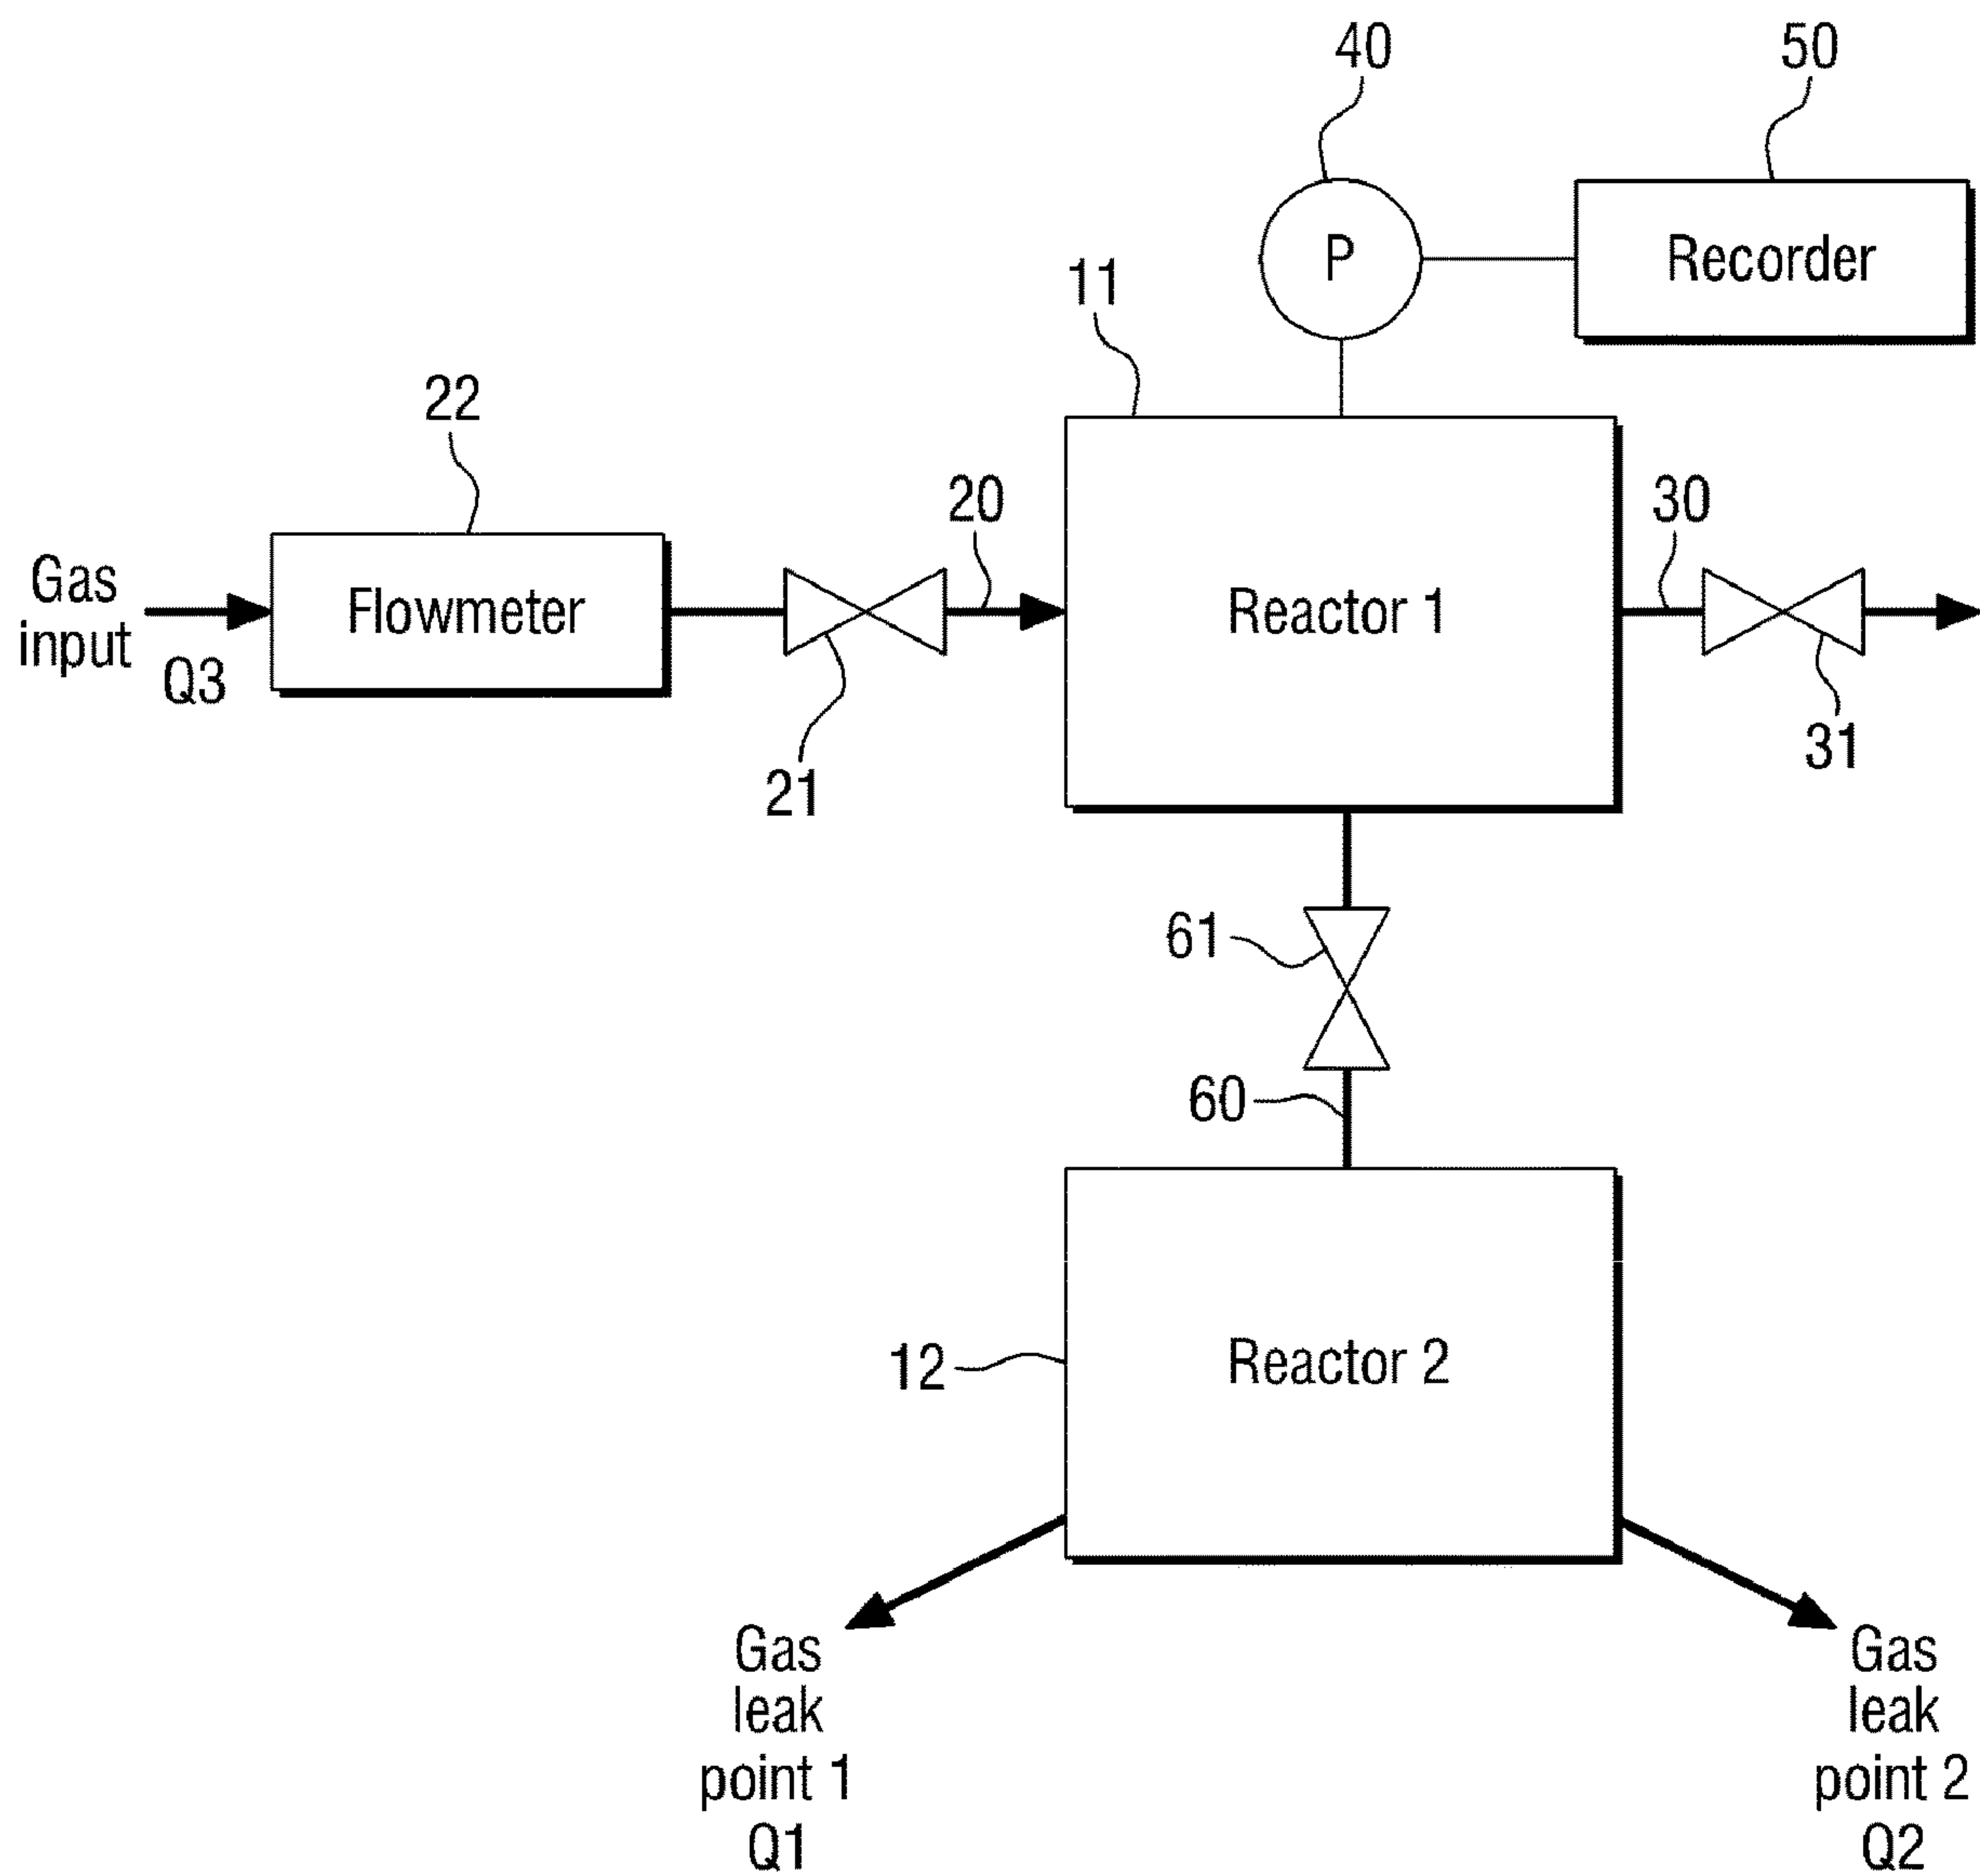 40
50
P
Recorder
11
22
20
30
Gas
input
Q3
Flowmeter
Reactor 1
21
31
61
60
12
Reactor 2
Gas
leak
point 1
Q1
Gas
leak
point 2
Q2